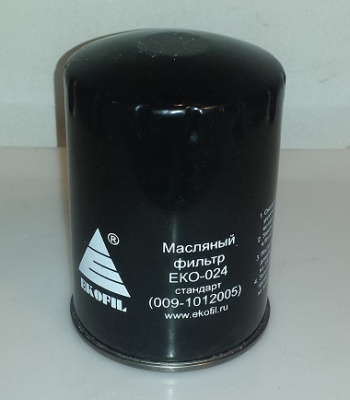 ®
EKOFIL
Масляный
фильтр
ЕКО-024
стандарт
(009-1012005)
www.ekofil.ru